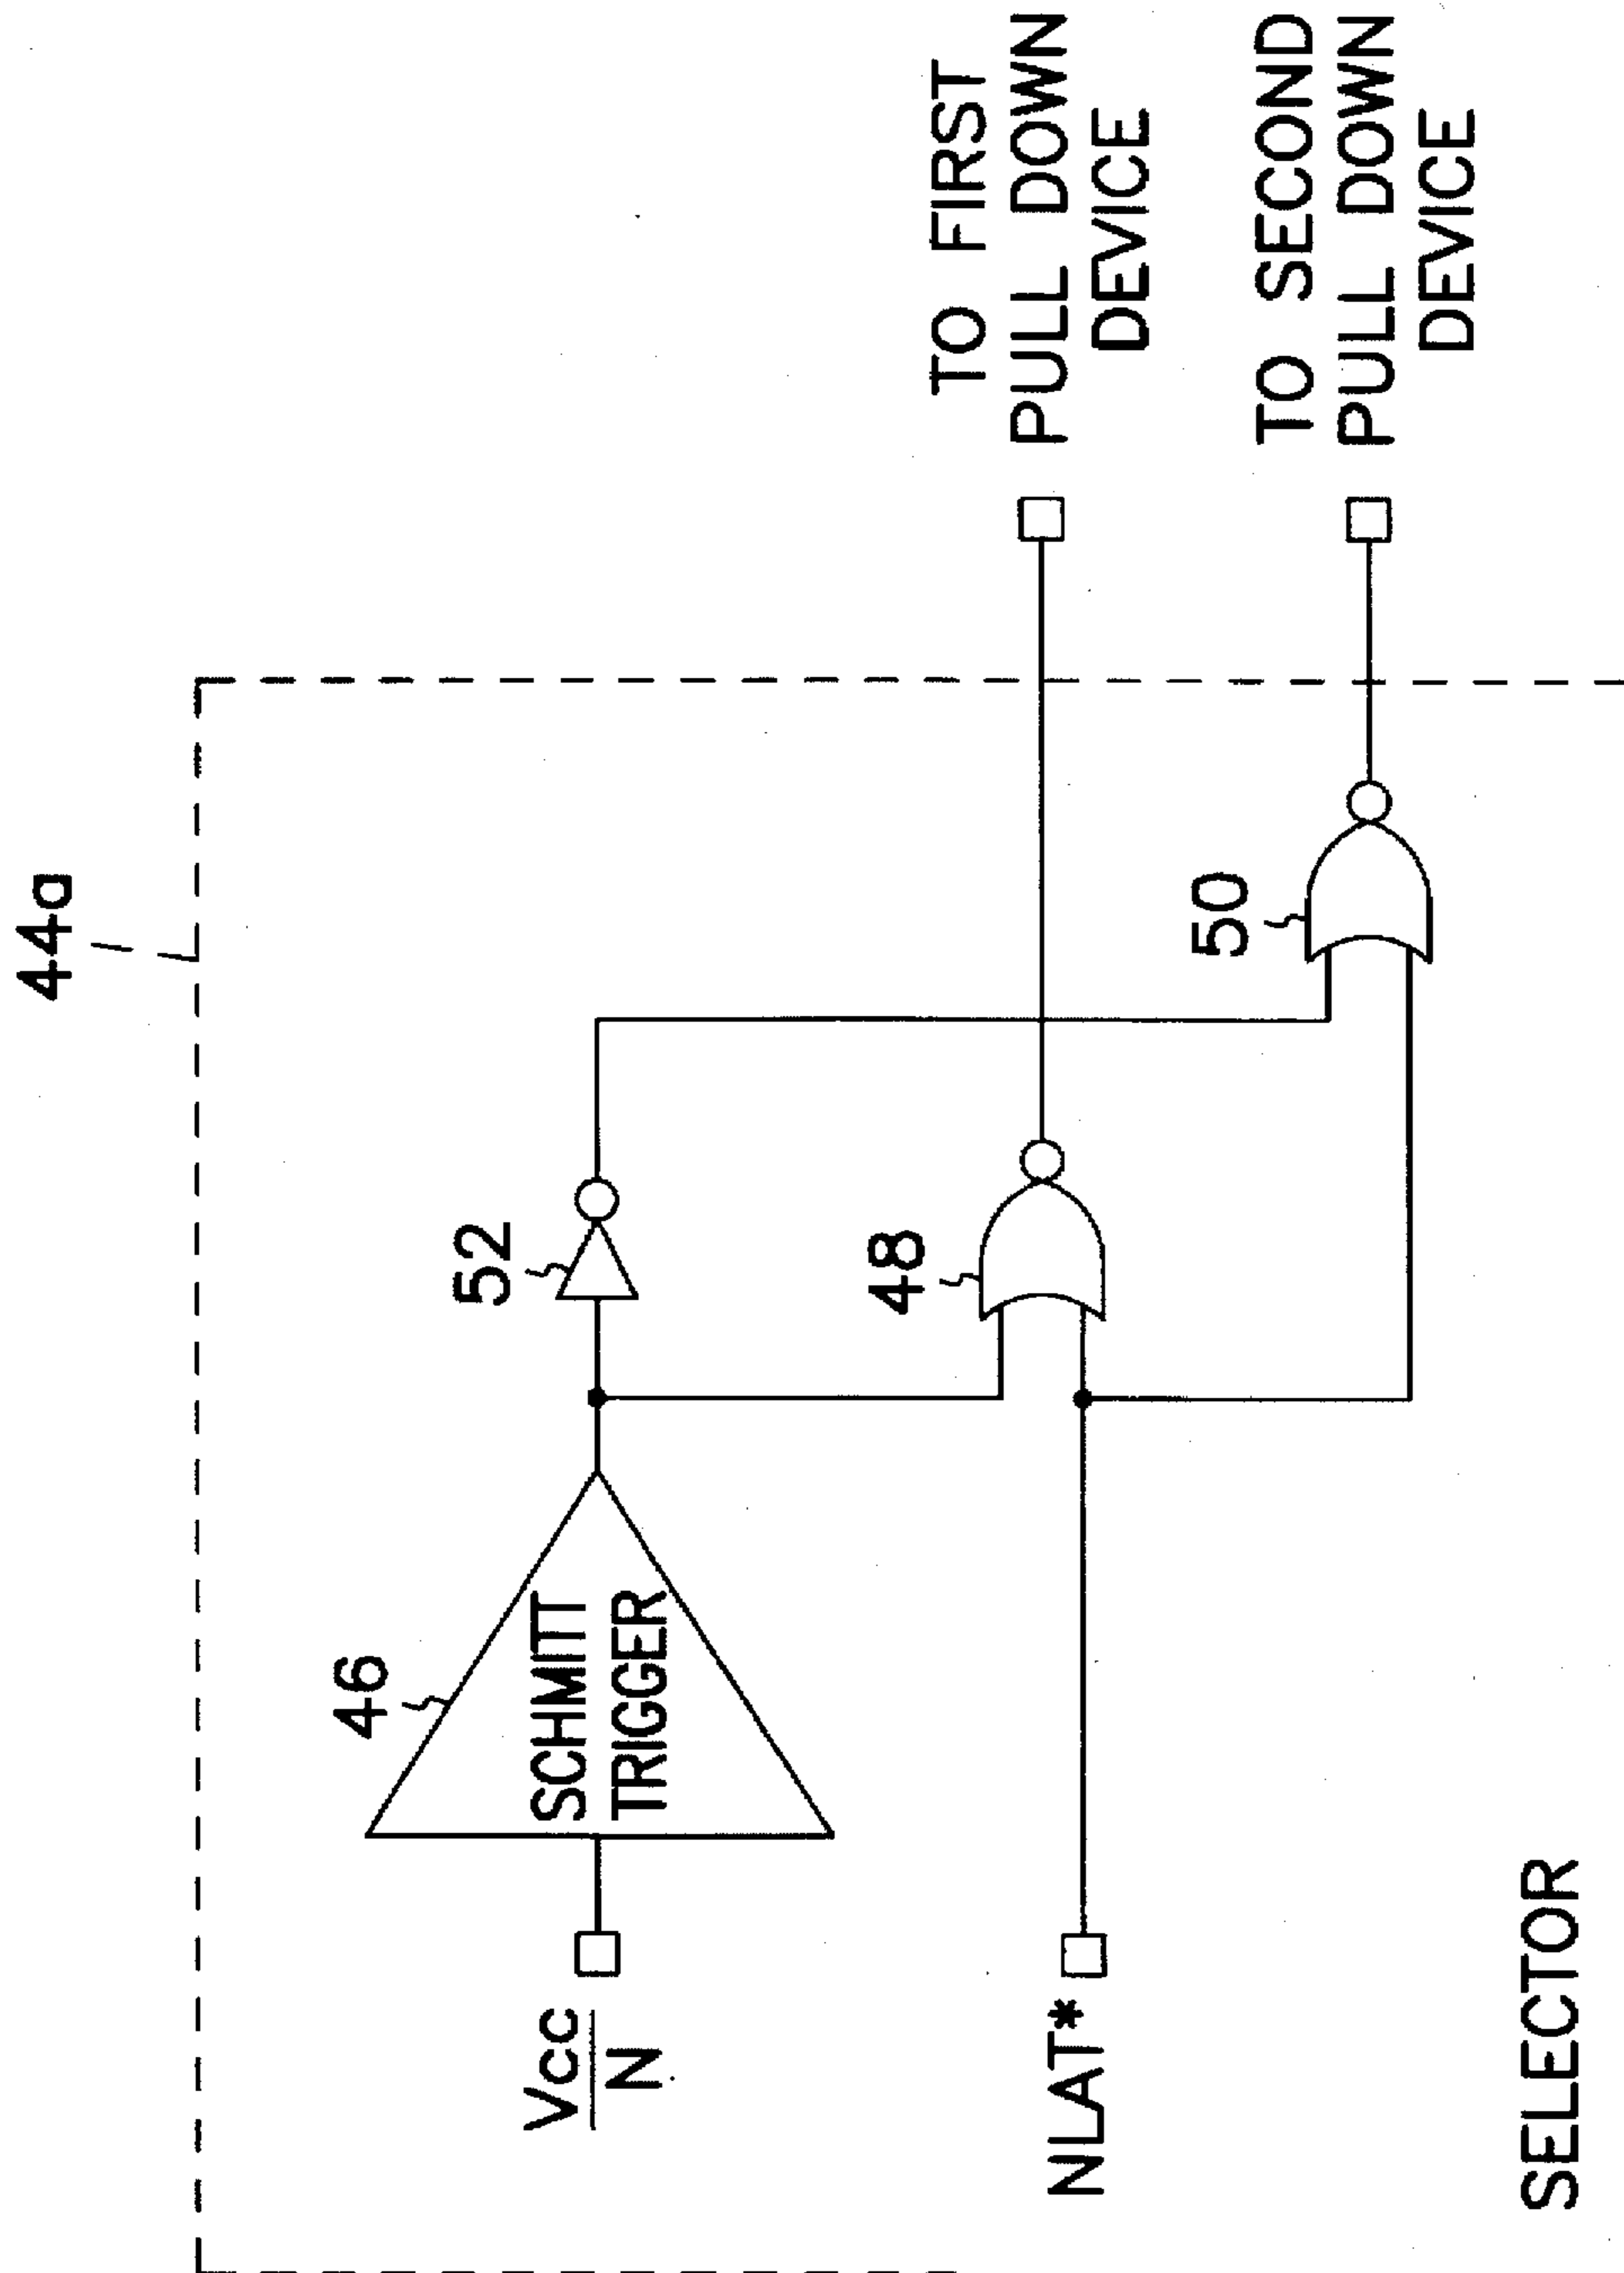 44a
46
SCHMITT
TRIGGER
52
Vcc
N
48
NLAT*
50
TO FIRST
PULL DOWN
DEVICE
TO SECOND
PULL DOWN
DEVICE
SELECTOR